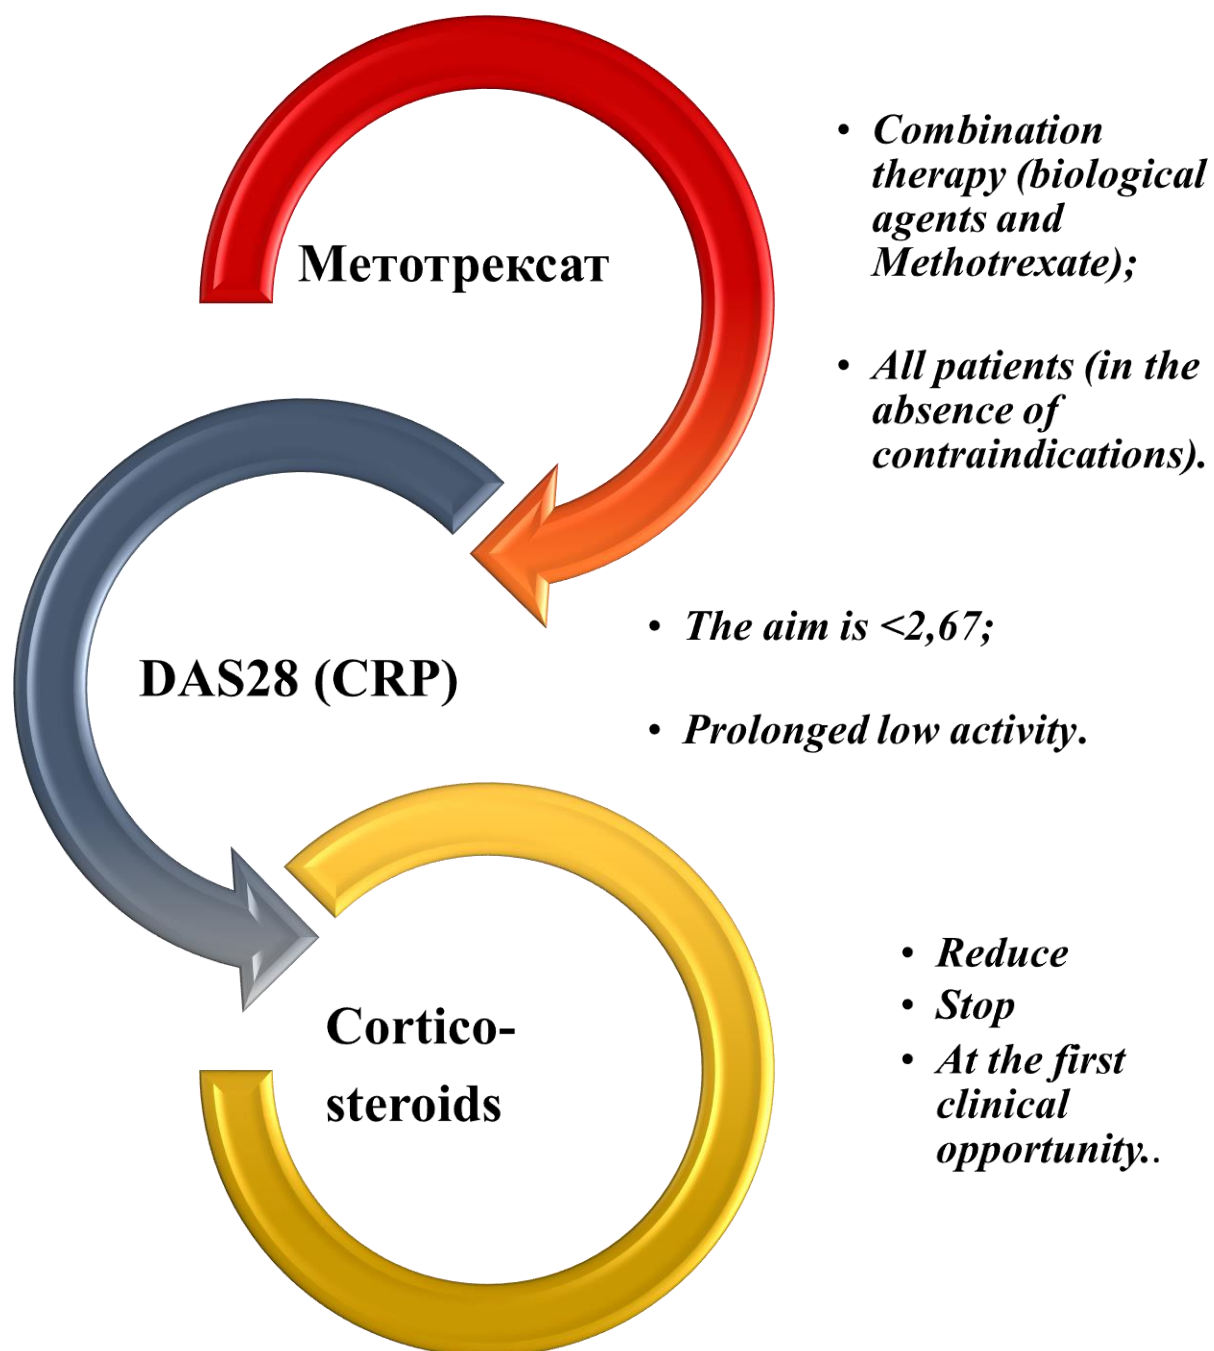 Метотрексат
• Combination
therapy (biological
agents and
Methotrexate);
• All patients (in the
absence of
contraindications).
DAS28 (CRP)
• The aim is <2,67;
• Prolonged low activity.
Cortico-
steroids
• Reduce
• Stop
• At the first
clinical
opportunity..